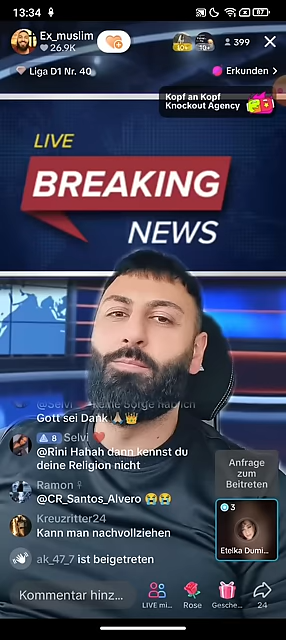 13:34
87
Ex_muslim
26.9K
10+
399
Liga D1 Nr. 40
Erkunden >
Kopf an Kopf
Knockout Agency
LIVE
BREAKING
NEWS
Gott sei Dank
8 Selvi
@Rini Hahah dann kennst du
deine Religion nicht
Ramon
@CR_Santos_Alvero
Kreuzritter24
Kann man nachvollziehen
ak_47_7 ist beigetreten
Anfrage
zum
Beitreten
3
Etelka Dumi...
Kommentar hinz...
LIVE mi...
Rose
Gesche...
24